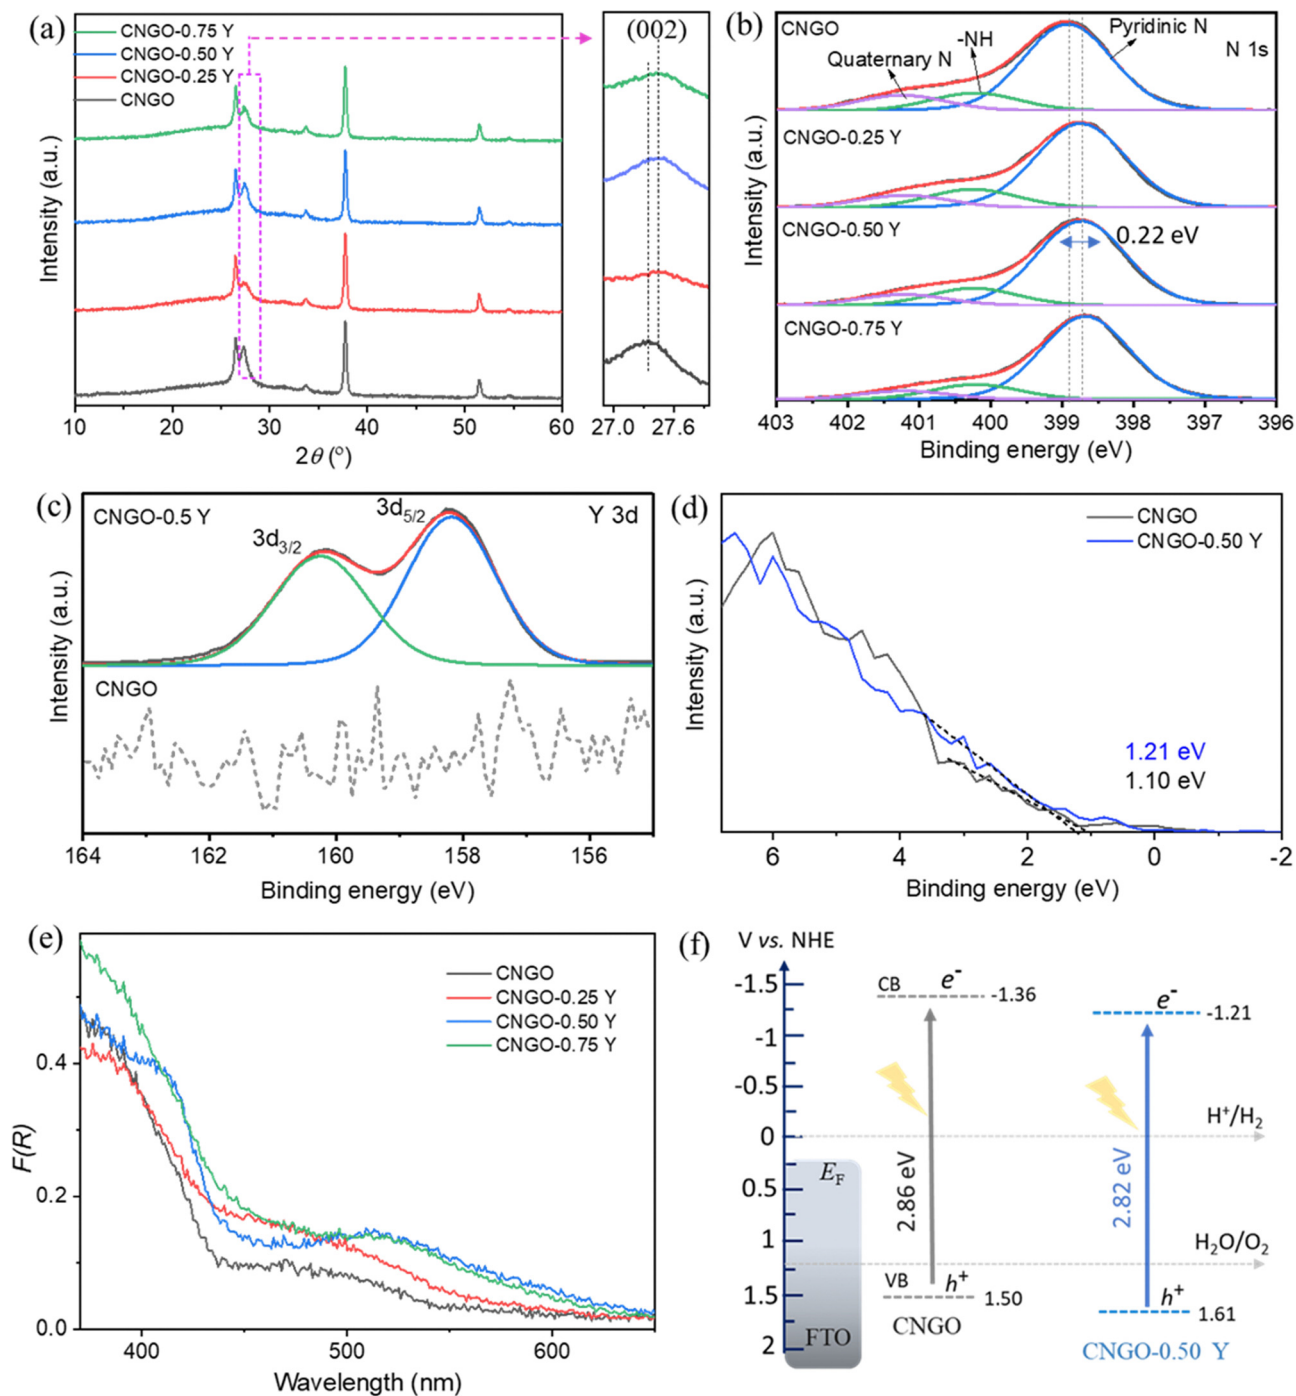 (a)
CNGO-0.75 Y
CNGO-0.50 Y
CNGO-0.25 Y
CNGO
(002)
Intensity (a.u.)
10 20 30 40 50 60
27.0 27.6
2θ (°)
(b)
CNGO
Quaternary N
-NH
Pyridinic N
N 1s
CNGO-0.25 Y
CNGO-0.50 Y
0.22 eV
CNGO-0.75 Y
Intensity (a.u.)
403 402 401 400 399 398 397 396
Binding energy (eV)
(c)
CNGO-0.5 Y
3d3/2
3d5/2
Y 3d
CNGO
Intensity (a.u.)
164 162 160 158 156
Binding energy (eV)
(d)
CNGO
CNGO-0.50 Y
1.21 eV
1.10 eV
Intensity (a.u.)
6 4 2 0 -2
Binding energy (eV)
(e)
CNGO
CNGO-0.25 Y
CNGO-0.50 Y
CNGO-0.75 Y
F(R)
0.4
0.2
0.0
400 500 600
Wavelength (nm)
(f)
V vs. NHE
-1.5
-1
-0.5
0
0.5
1
1.5
2
CB
e-
-1.36
e-
-1.21
H+/H2
EF
2.86 eV
2.82 eV
H2O/O2
VB
h+
1.50
h+
1.61
FTO
CNGO
CNGO-0.50 Y